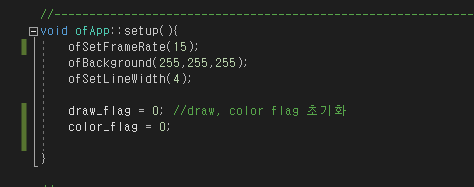 //--------------------------------------------------------------
void ofApp::setup(){
ofSetFrameRate(15);
ofBackground(255,255,255);
ofSetLineWidth(4);
draw_flag = 0; //draw, color flag 초기화
color_flag = 0;
}